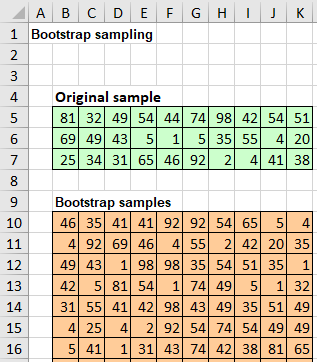 A B C D E F G H I J K
1 Bootstrap sampling
2
3
4 Original sample
5 81 32 49 54 44 74 98 42 54 51
6 69 49 43 5 1 5 35 55 4 20
7 25 34 31 65 46 92 2 4 41 38
8
9 Bootstrap samples
10 46 35 41 41 92 92 54 65 5 4
11 4 92 69 46 4 55 2 42 20 35
12 49 43 1 98 98 35 54 51 35 1
13 42 5 81 54 1 74 49 5 1 32
14 31 55 41 42 98 43 49 35 51 49
15 4 25 4 2 92 54 74 54 49 49
16 5 41 1 31 43 74 42 38 81 65